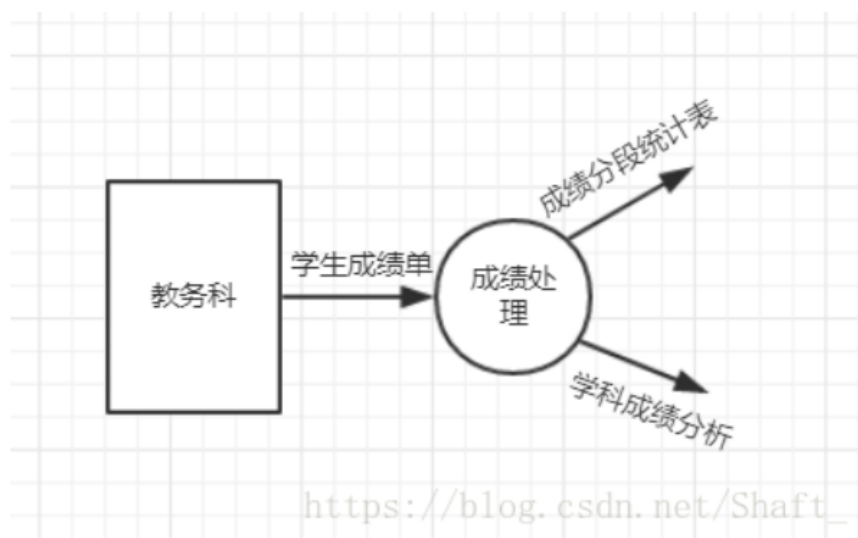 成绩分段统计表
学生成绩单
教务科
成绩处
理
学科成绩分析
https://blog.csdn.net/Shaft_